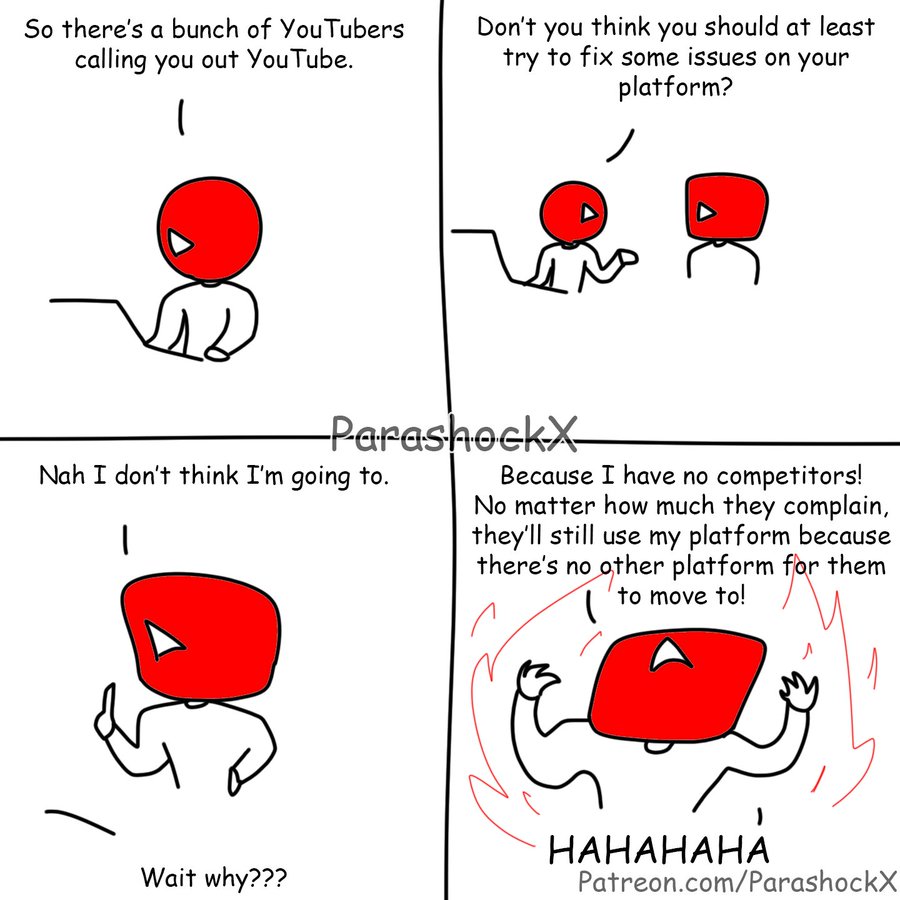 So there's a bunch of YouTubers
calling you out YouTube.
Don't you think you should at least
try to fix some issues on your
platform?
ParashockX
Nah I don't think I'm going to.
Wait why???
Because I have no competitors!
No matter how much they complain,
they'll still use my platform because
there's no other platform for them
to move to!
HAHAHAHA
Patreon.com/ParashockX